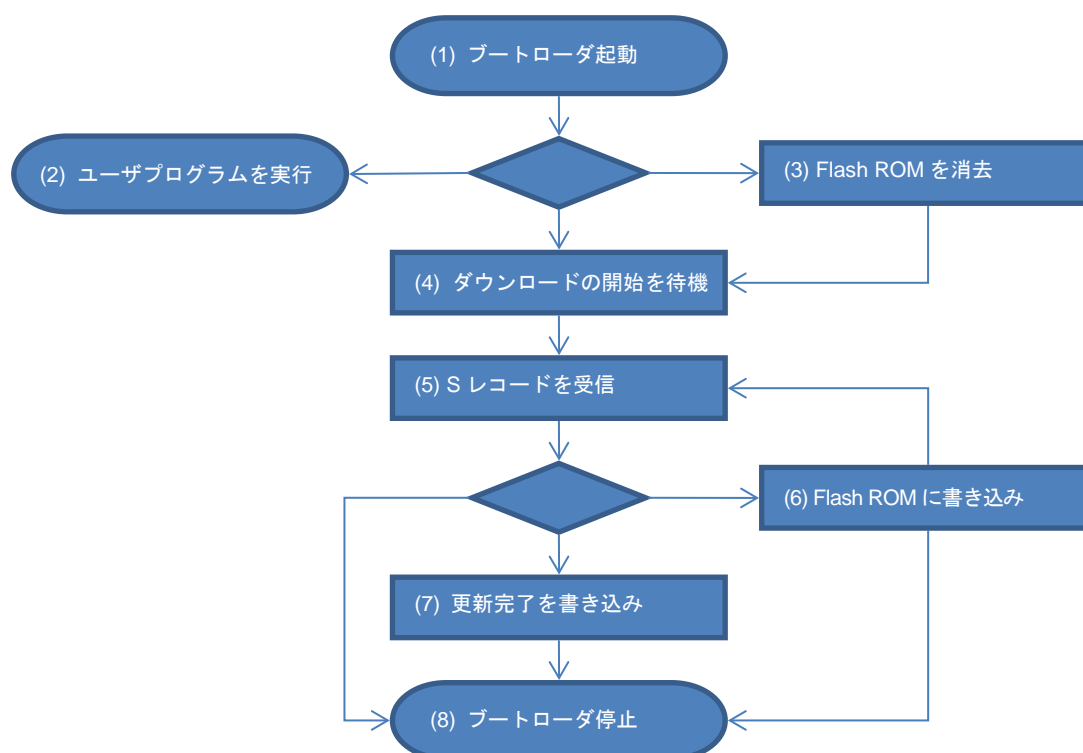 (1) ブートローダ起動
(2) ユーザプログラムを実行
(3) Flash ROM を消去
(4) ダウンロードの開始を待機
(5) S レコードを受信
(6) Flash ROM に書き込み
(7) 更新完了を書き込み
(8) ブートローダ停止